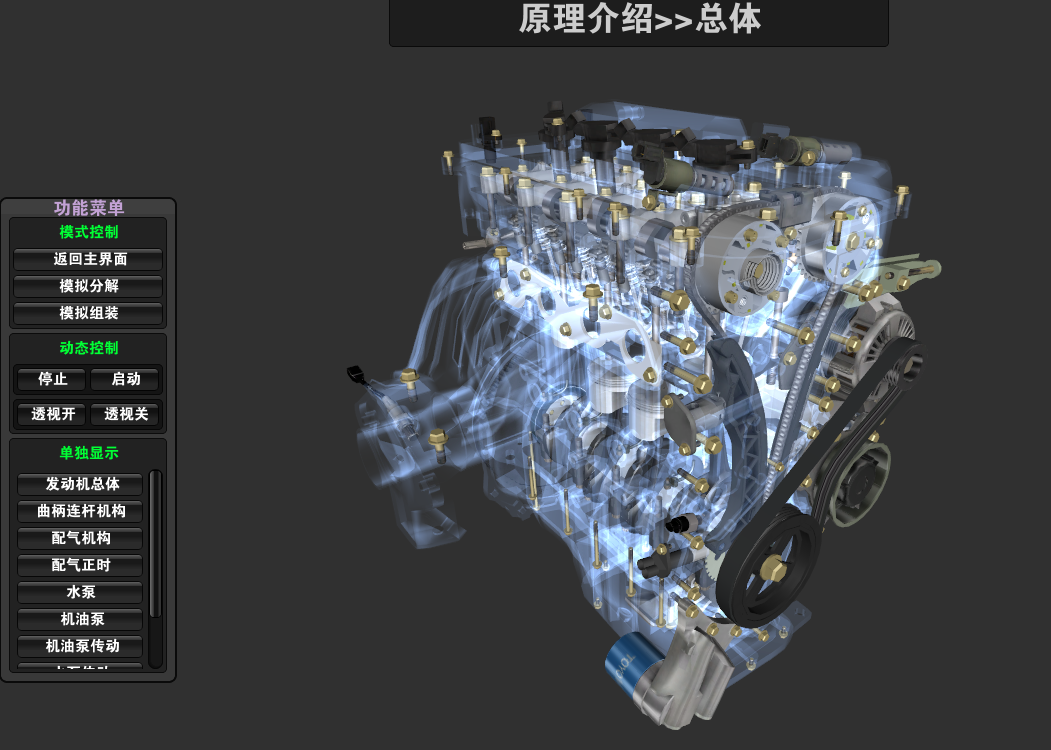 原理介绍>>总体
功能菜单
模式控制
返回主界面
模拟分解
模拟组装
动态控制
停止 启动
透视开 透视关
单独显示
发动机总体
曲柄连杆机构
配气机构
配气正时
水泵
机油泵
机油泵传动